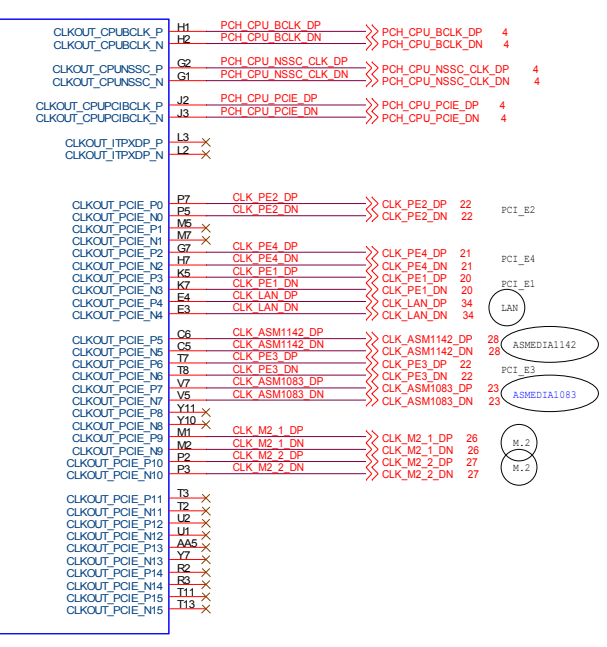 CLKOUT_CPUBCLK_P H1 PCH_CPU_BCLK_DP PCH_CPU_BCLK_DP 4
CLKOUT_CPUBCLK_N H2 PCH_CPU_BCLK_DN PCH_CPU_BCLK_DN 4
CLKOUT_CPUNSSC_P G2 PCH_CPU_NSSC_CLK_DP PCH_CPU_NSSC_CLK_DP 4
CLKOUT_CPUNSSC_N G1 PCH_CPU_NSSC_CLK_DN PCH_CPU_NSSC_CLK_DN 4
CLKOUT_CPUPCIBCLK_P J2 PCH_CPU_PCIE_DP PCH_CPU_PCIE_DP 4
CLKOUT_CPUPCIBCLK_N J3 PCH_CPU_PCIE_DN PCH_CPU_PCIE_DN 4
CLKOUT_ITPXDP_P L3
CLKOUT_ITPXDP_N L2
CLKOUT_PCIE_P0 P7 CLK_PE2_DP CLK_PE2_DP 22 PCI_E2
CLKOUT_PCIE_N0 P5 CLK_PE2_DN CLK_PE2_DN 22
CLKOUT_PCIE_P1 M5
CLKOUT_PCIE_N1 M7
CLKOUT_PCIE_P2 G7 CLK_PE4_DP CLK_PE4_DP 21 PCI_E4
CLKOUT_PCIE_N2 H7 CLK_PE4_DN CLK_PE4_DN 21
CLKOUT_PCIE_P3 K5 CLK_PE1_DP CLK_PE1_DP 20 PCI_E1
CLKOUT_PCIE_N3 K7 CLK_PE1_DN CLK_PE1_DN 20
CLKOUT_PCIE_P4 E4 CLK_LAN_DP CLK_LAN_DP 34 LAN
CLKOUT_PCIE_N4 E3 CLK_LAN_DN CLK_LAN_DN 34
CLKOUT_PCIE_P5 C6 CLK_ASM1142_DP CLK_ASM1142_DP 28 ASMEDIA1142
CLKOUT_PCIE_N5 C5 CLK_ASM1142_DN CLK_ASM1142_DN 28
CLKOUT_PCIE_P6 T7 CLK_PE3_DP CLK_PE3_DP 22 PCI_E3
CLKOUT_PCIE_N6 T8 CLK_PE3_DN CLK_PE3_DN 22
CLKOUT_PCIE_P7 V7 CLK_ASM1083_DP CLK_ASM1083_DP 23 ASMEDIA1083
CLKOUT_PCIE_N7 V5 CLK_ASM1083_DN CLK_ASM1083_DN 23
CLKOUT_PCIE_P8 Y11
CLKOUT_PCIE_N8 Y10
CLKOUT_PCIE_P9 M1 CLK_M2_1_DP CLK_M2_1_DP 26 M.2
CLKOUT_PCIE_N9 M2 CLK_M2_1_DN CLK_M2_1_DN 26
CLKOUT_PCIE_P10 P2 CLK_M2_2_DP CLK_M2_2_DP 27 M.2
CLKOUT_PCIE_N10 P3 CLK_M2_2_DN CLK_M2_2_DN 27
CLKOUT_PCIE_P11 T3
CLKOUT_PCIE_N11 T2
CLKOUT_PCIE_P12 U2
CLKOUT_PCIE_N12 U1
CLKOUT_PCIE_P13 AA5
CLKOUT_PCIE_N13 Y7
CLKOUT_PCIE_P14 R2
CLKOUT_PCIE_N14 R3
CLKOUT_PCIE_P15 T11
CLKOUT_PCIE_N15 T13